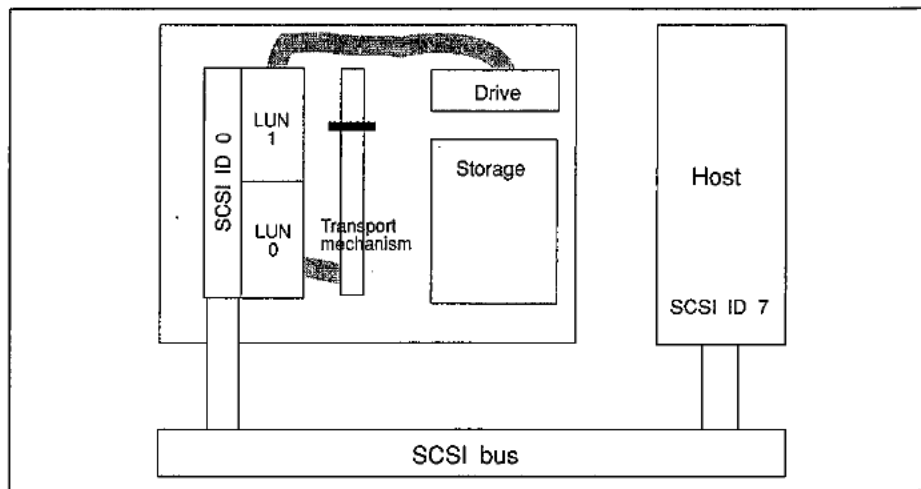 SCSI ID 0
LUN
1
LUN
0
Transport
mechanism
Drive
Storage
Host
SCSI ID 7
SCSI bus